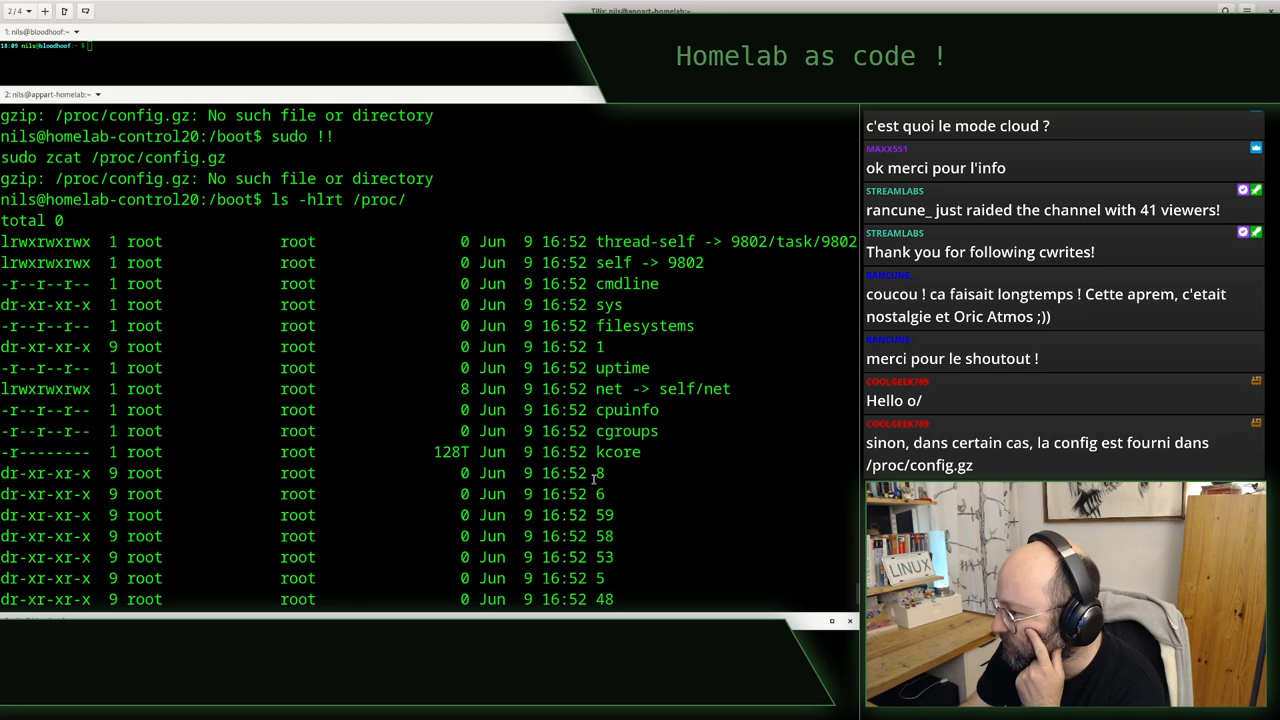 2 / 4
Tilix: nils@appart-homelab:~
1: nils@bloodhoof:~
18:09 nils@bloodhoof:~ $
Homelab as code !
2: nils@appart-homelab:~
gzip: /proc/config.gz: No such file or directory
nils@homelab-control20:/boot$ sudo !!
sudo zcat /proc/config.gz
gzip: /proc/config.gz: No such file or directory
nils@homelab-control20:/boot$ ls -hlrt /proc/
total 0
lrwxrwxrwx 1 root root 0 Jun 9 16:52 thread-self -> 9802/task/9802
lrwxrwxrwx 1 root root 0 Jun 9 16:52 self -> 9802
-r--r--r-- 1 root root 0 Jun 9 16:52 cmdline
dr-xr-xr-x 1 root root 0 Jun 9 16:52 sys
-r--r--r-- 1 root root 0 Jun 9 16:52 filesystems
dr-xr-xr-x 9 root root 0 Jun 9 16:52 1
-r--r--r-- 1 root root 0 Jun 9 16:52 uptime
lrwxrwxrwx 1 root root 8 Jun 9 16:52 net -> self/net
-r--r--r-- 1 root root 0 Jun 9 16:52 cpuinfo
-r--r--r-- 1 root root 0 Jun 9 16:52 cgroups
-r-------- 1 root root 128T Jun 9 16:52 kcore
dr-xr-xr-x 9 root root 0 Jun 9 16:52 8
dr-xr-xr-x 9 root root 0 Jun 9 16:52 6
dr-xr-xr-x 9 root root 0 Jun 9 16:52 59
dr-xr-xr-x 9 root root 0 Jun 9 16:52 58
dr-xr-xr-x 9 root root 0 Jun 9 16:52 53
dr-xr-xr-x 9 root root 0 Jun 9 16:52 5
dr-xr-xr-x 9 root root 0 Jun 9 16:52 48
c'est quoi le mode cloud ?
MAXX551
ok merci pour l'info
STREAMLABS
rancune_ just raided the channel with 41 viewers!
STREAMLABS
Thank you for following cwrites!
RANCUNE_
coucou ! ca faisait longtemps ! Cette aprem, c'etait
nostalgie et Oric Atmos ;))
RANCUNE_
merci pour le shoutout !
COOLGEEK789
Hello o/
COOLGEEK789
sinon, dans certain cas, la config est fourni dans
/proc/config.gz
LINUX